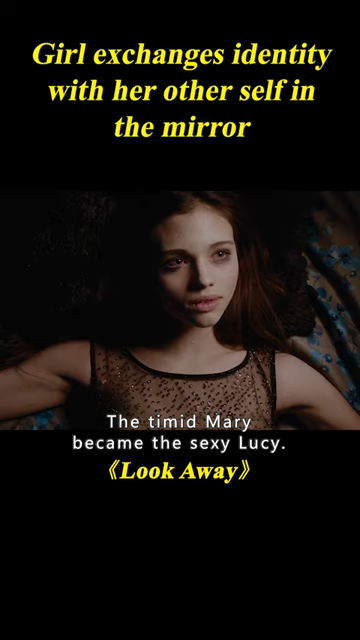 Girl exchanges identity
with her other self in
the mirror
The timid Mary
became the sexy Lucy.
《Look Away》